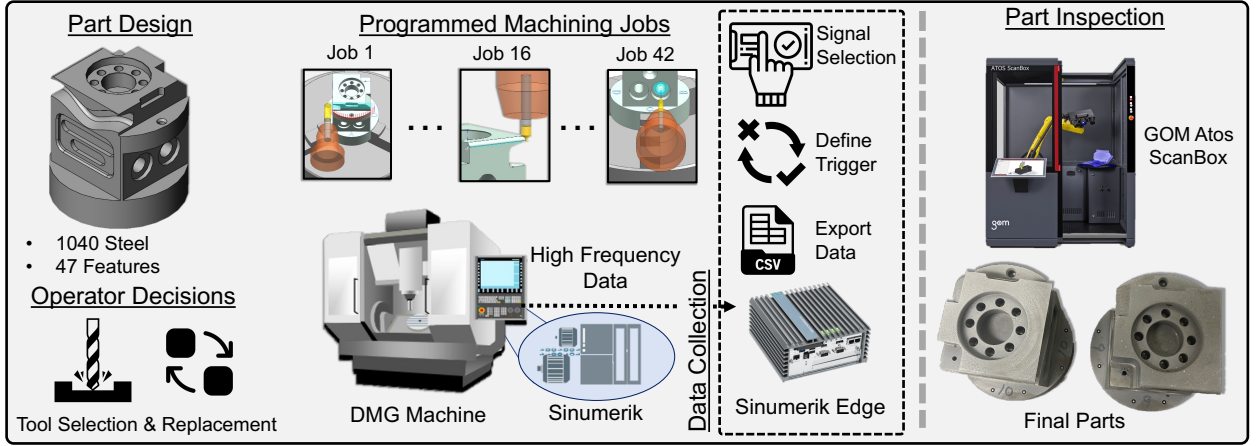 Part Design
• 1040 Steel
• 47 Features
Operator Decisions
Tool Selection & Replacement
Programmed Machining Jobs
Job 1
Job 16
Job 42
...
...
High Frequency
Data
DMG Machine
Sinumerik
Data Collection
Signal
Selection
Define
Trigger
CSV
Export
Data
Sinumerik Edge
Part Inspection
ATOS ScanBox
gom
GOM Atos
ScanBox
Final Parts